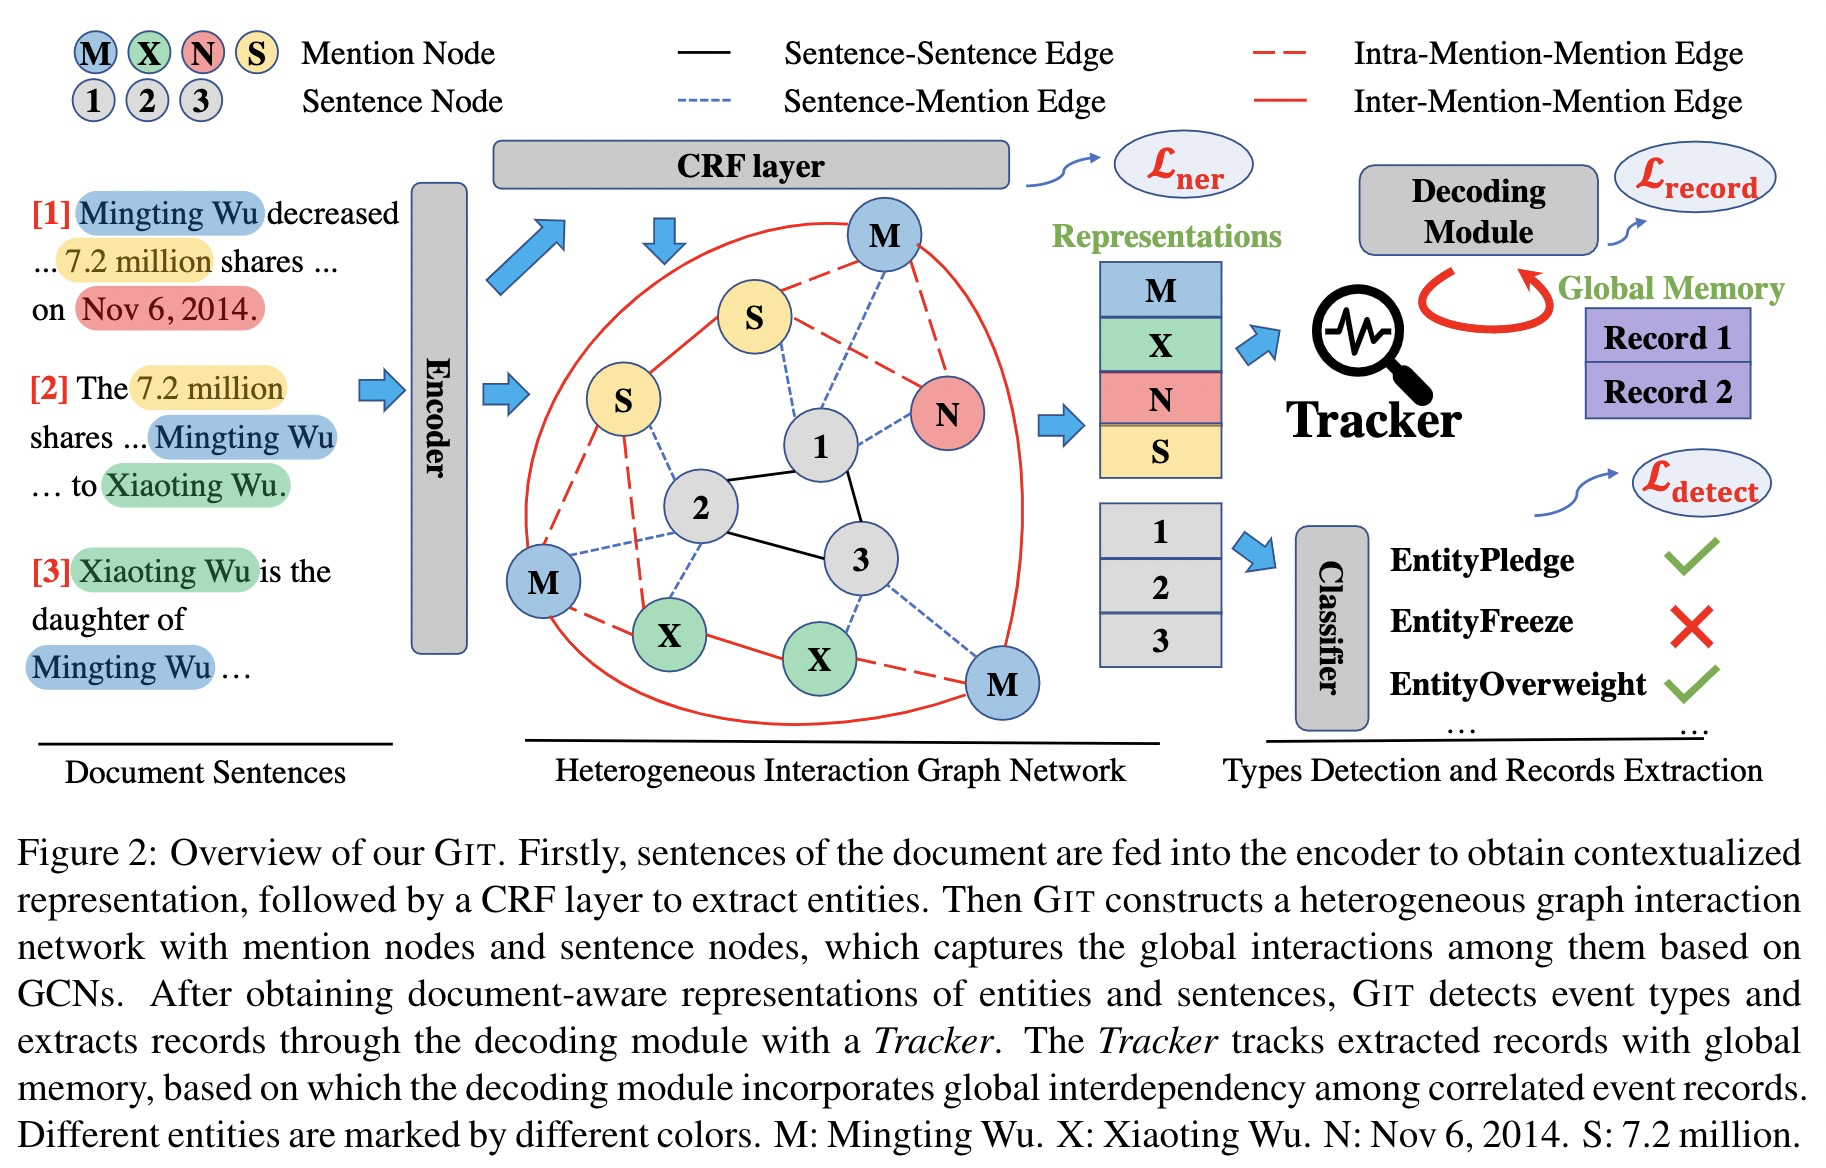 M X N S Mention Node
Sentence-Sentence Edge
Intra-Mention-Mention Edge
1 2 3 Sentence Node
Sentence-Mention Edge
Inter-Mention-Mention Edge
[1] Mingting Wu decreased
... 7.2 million shares ...
on Nov 6, 2014.
[2] The 7.2 million
shares ... Mingting Wu
... to Xiaoting Wu.
[3] Xiaoting Wu is the
daughter of
Mingting Wu ...
Document Sentences
Encoder
CRF layer
ℒner
M
S
S
N
1
2
3
M
X
X
M
Heterogeneous Interaction Graph Network
Representations
M
X
N
S
1
2
3
Decoding
Module
ℒrecord
Global Memory
Record 1
Record 2
Tracker
ℒdetect
Classifier
EntityPledge
EntityFreeze
EntityOverweight
... ...
Types Detection and Records Extraction
Figure 2: Overview of our GIT. Firstly, sentences of the document are fed into the encoder to obtain contextualized
representation, followed by a CRF layer to extract entities. Then GIT constructs a heterogeneous graph interaction
network with mention nodes and sentence nodes, which captures the global interactions among them based on
GCNs. After obtaining document-aware representations of entities and sentences, GIT detects event types and
extracts records through the decoding module with a Tracker. The Tracker tracks extracted records with global
memory, based on which the decoding module incorporates global interdependency among correlated event records.
Different entities are marked by different colors. M: Mingting Wu. X: Xiaoting Wu. N: Nov 6, 2014. S: 7.2 million.